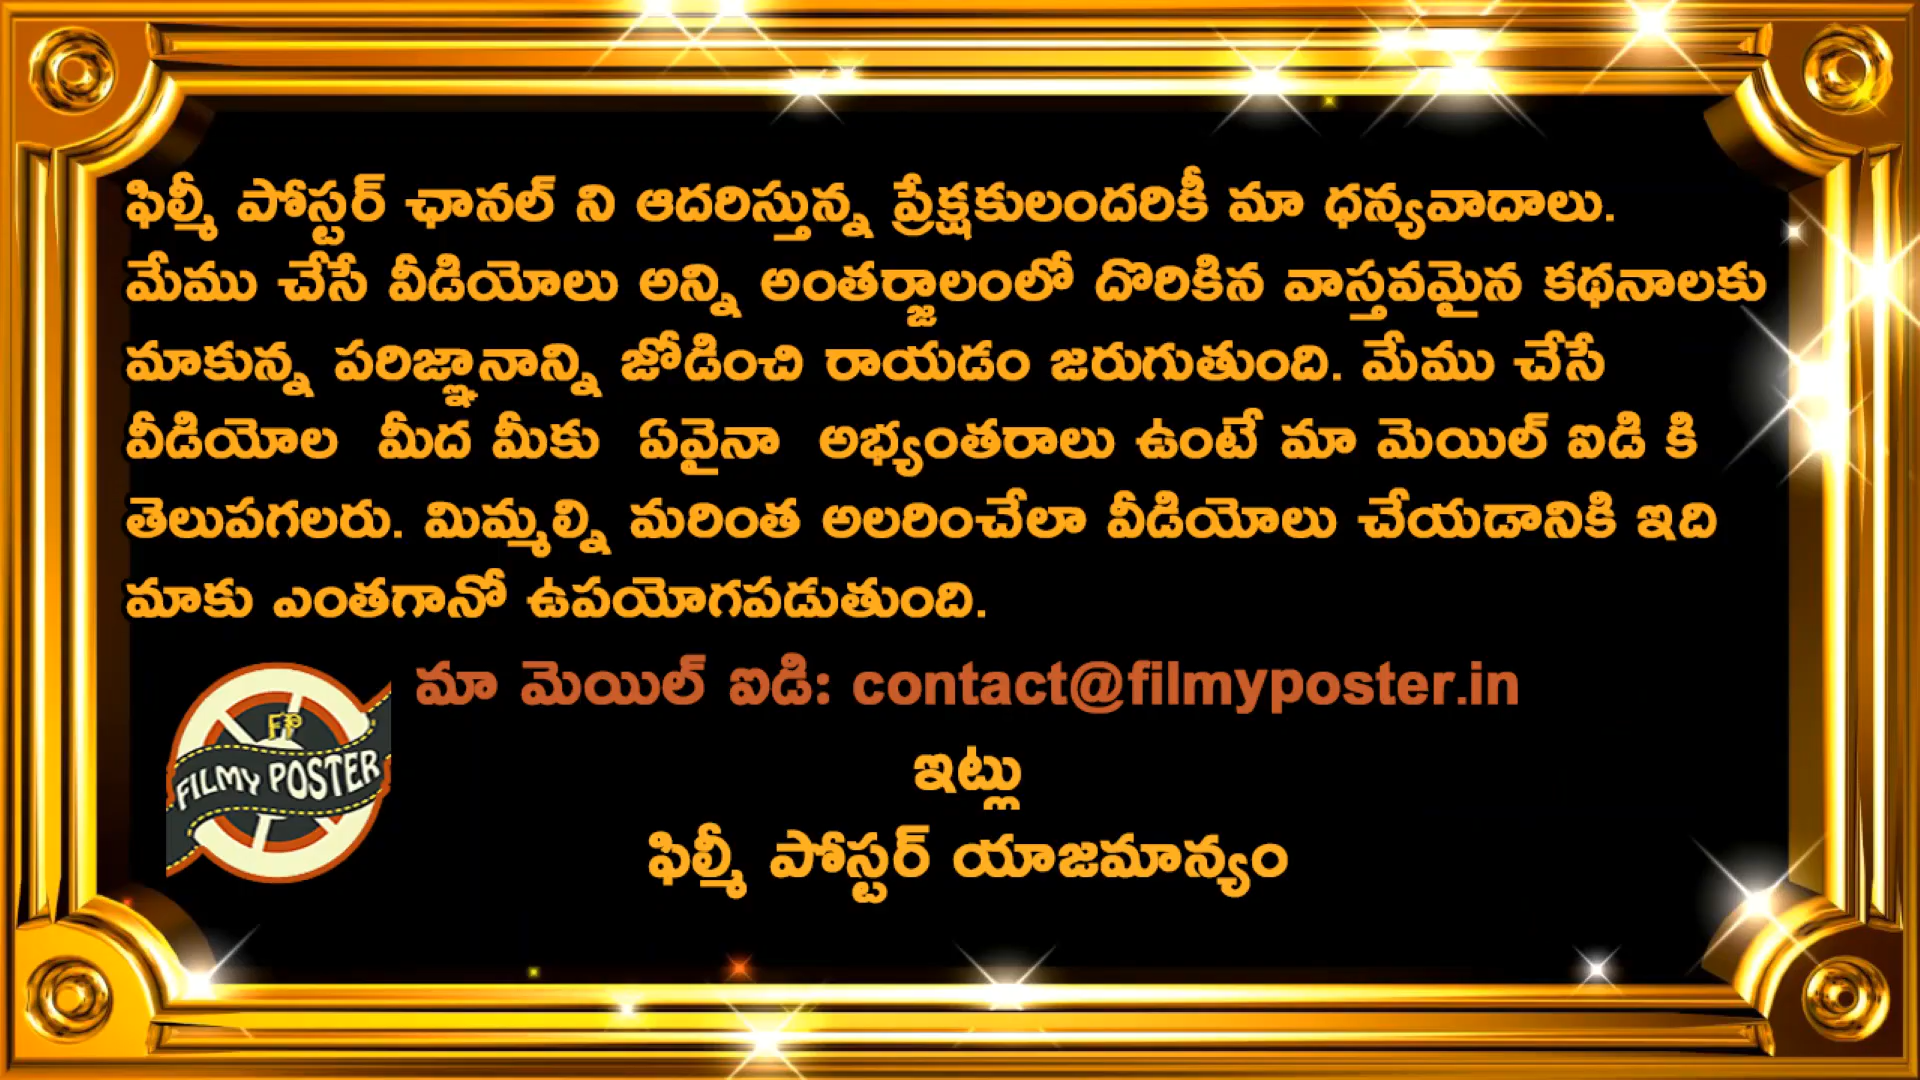 ఫిల్మీ పోస్టర్ ఛానల్ ని ఆదరిస్తున్న ప్రేక్షకులందరికీ మా ధన్యవాదాలు.
మేము చేసే వీడియోలు అన్ని అంతర్జాలంలో దొరికిన వాస్తవమైన కథనాలకు
మాకున్న పరిజ్ఞానాన్ని జోడించి రాయడం జరుగుతుంది. మేము చేసే
వీడియోల మీద మీకు ఏవైనా అభ్యంతరాలు ఉంటే మా మెయిల్ ఐడి కి
తెలుపగలరు. మిమ్మల్ని మరింత అలరించేలా వీడియోలు చేయడానికి ఇది
మాకు ఎంతగానో ఉపయోగపడుతుంది.
మా మెయిల్ ఐడి: contact@filmyposter.in
FP
FILMY POSTER
ఇట్లు
ఫిల్మీ పోస్టర్ యాజమాన్యం